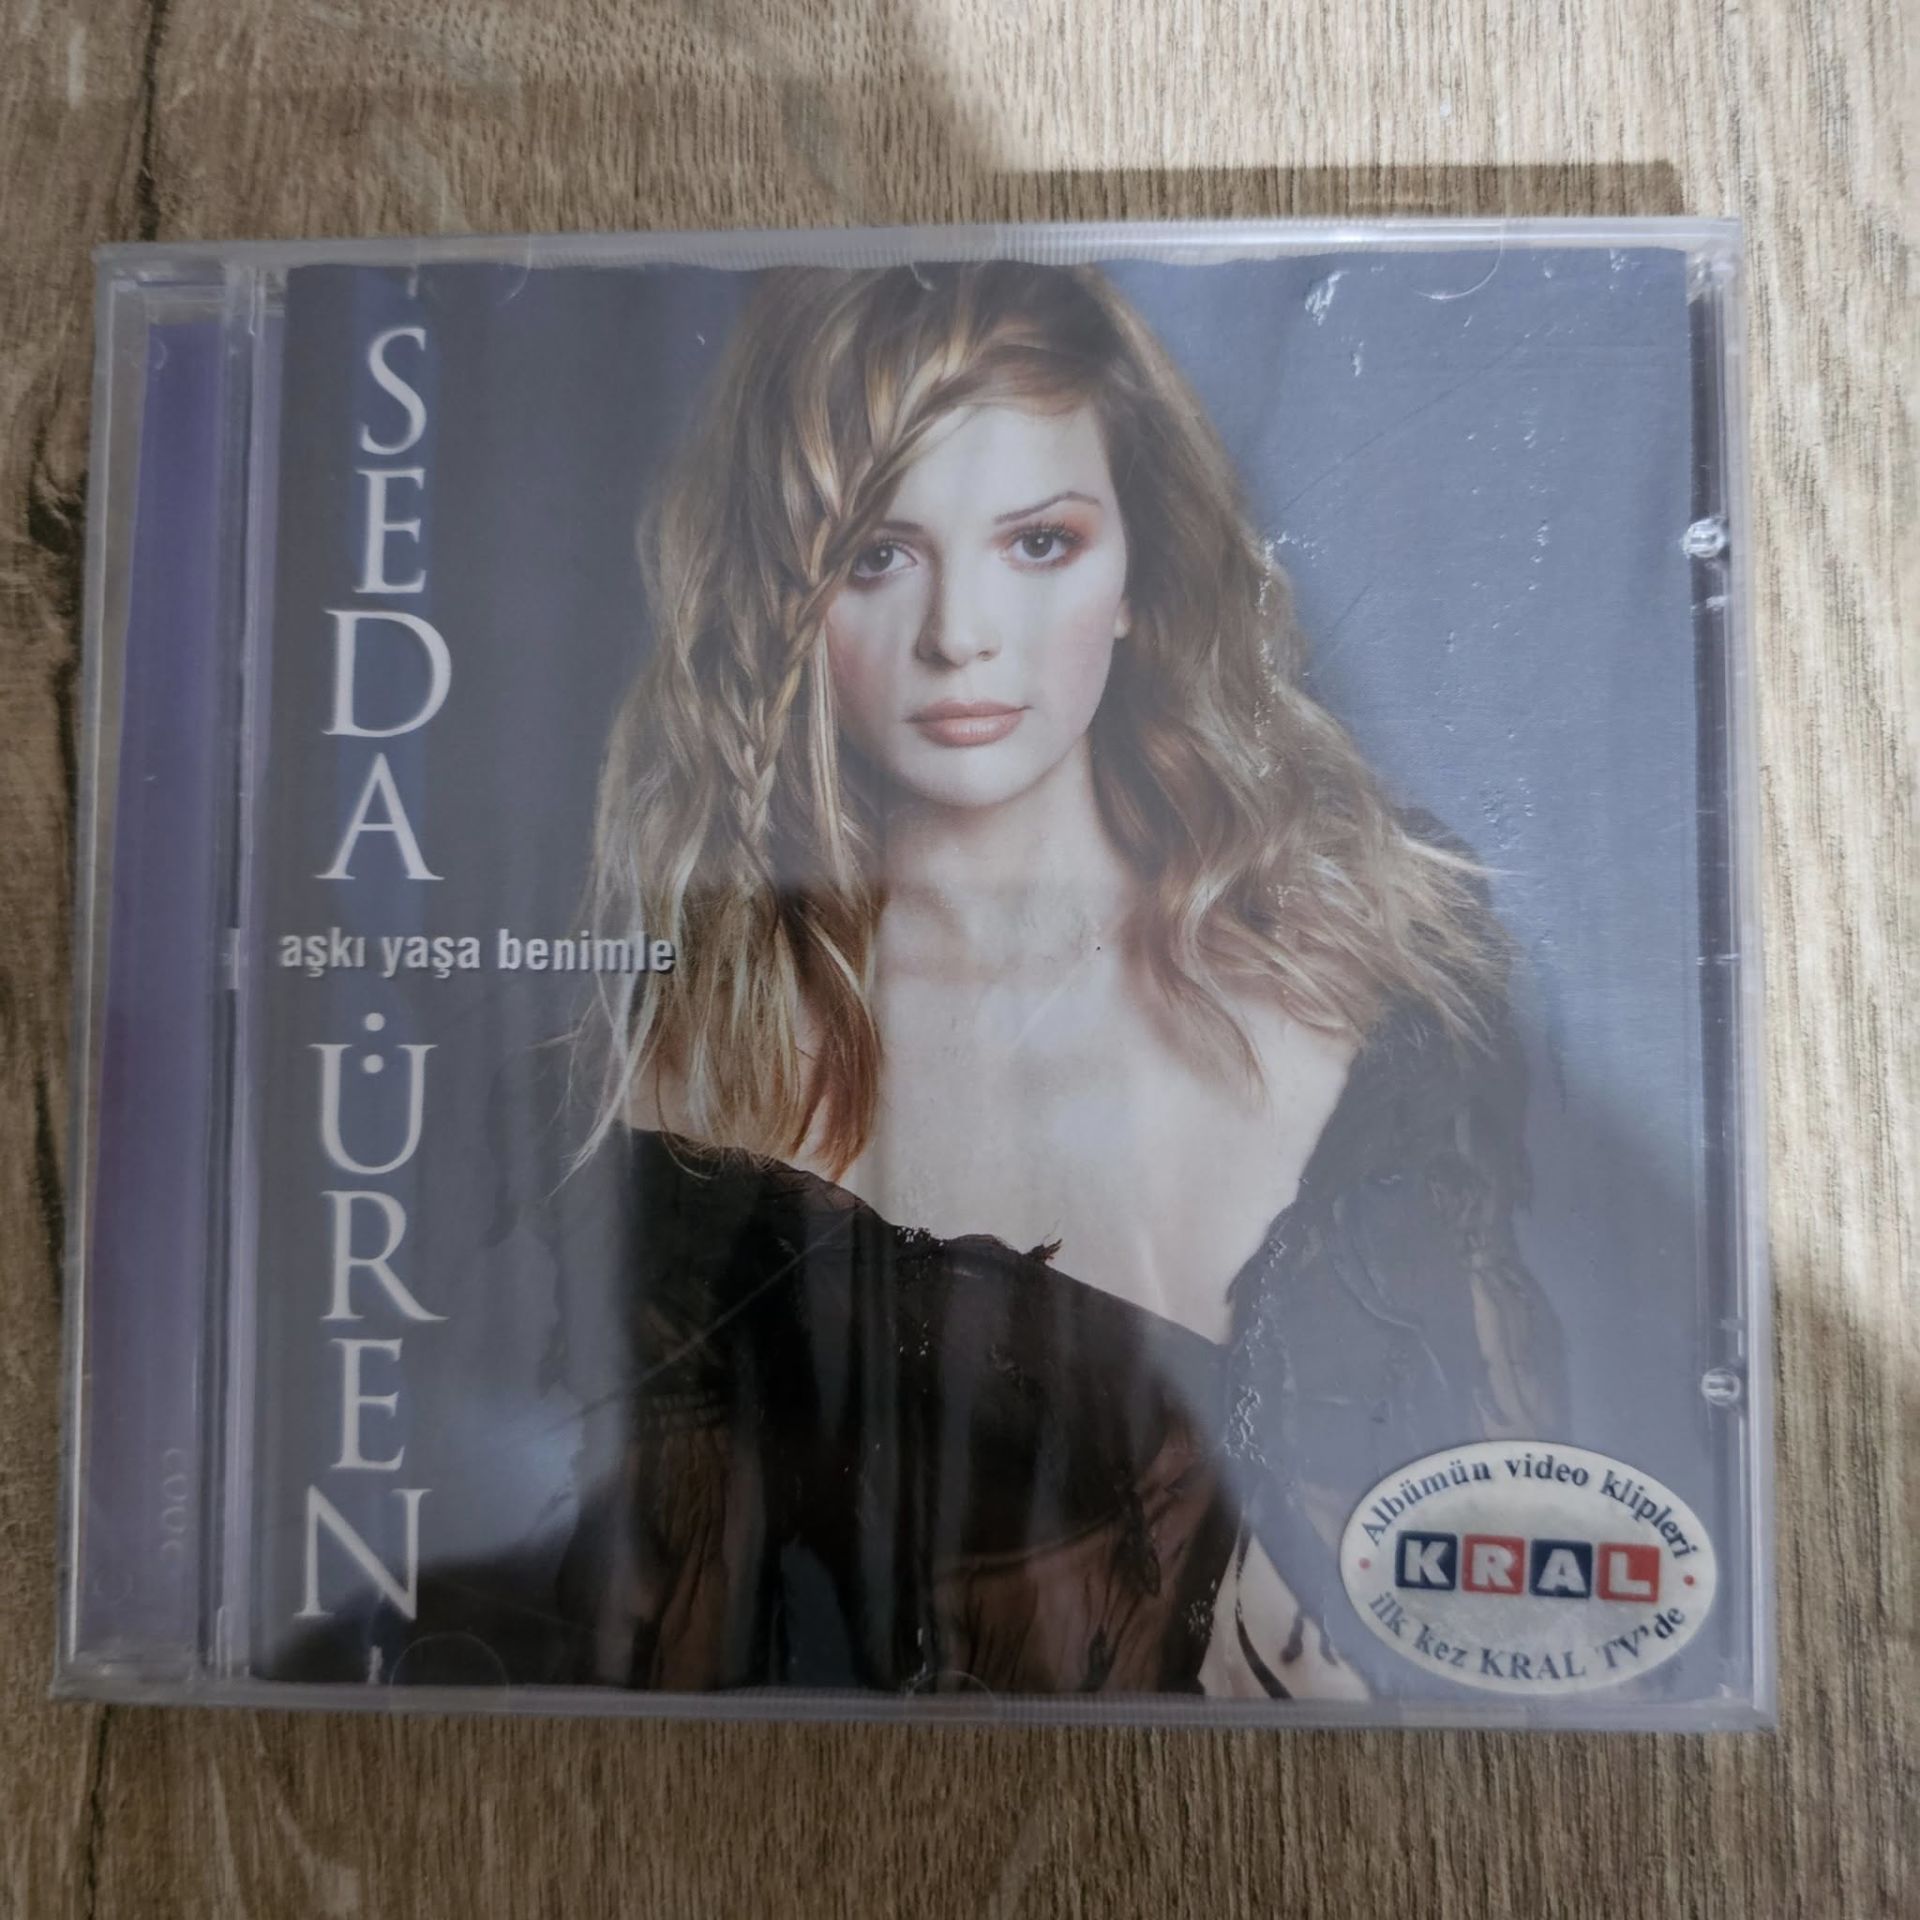 SEDA
aşkı yaşa benimle
ÜREN
Albümün video klipleri
KRAL
ilk kez KRAL TV'de